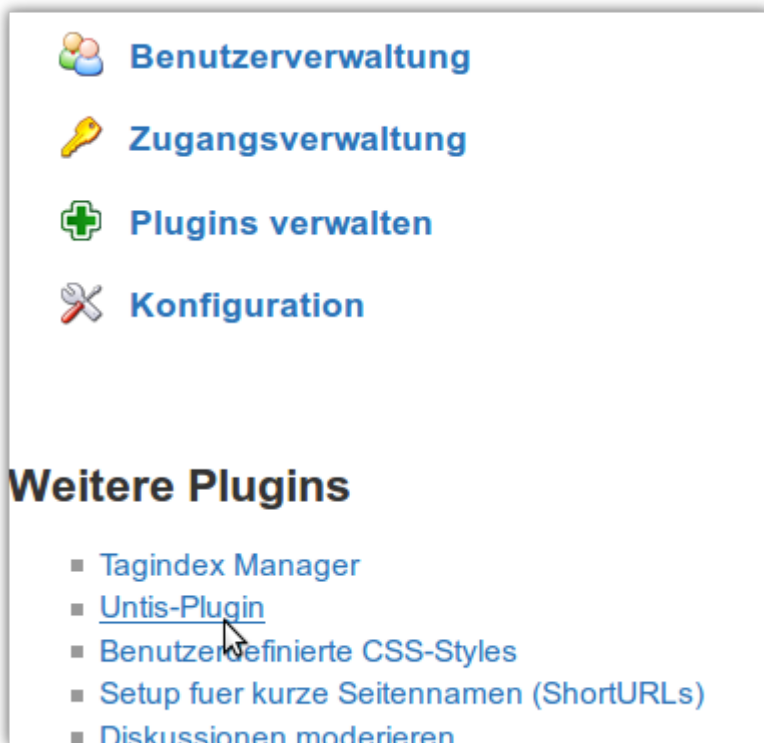 Benutzerverwaltung
Zugangsverwaltung
Plugins verwalten
Konfiguration
Weitere Plugins
Tagindex Manager
Untis-Plugin
Benutzerdefinierte CSS-Styles
Setup fuer kurze Seitennamen (ShortURLs)
Diskussionen moderieren